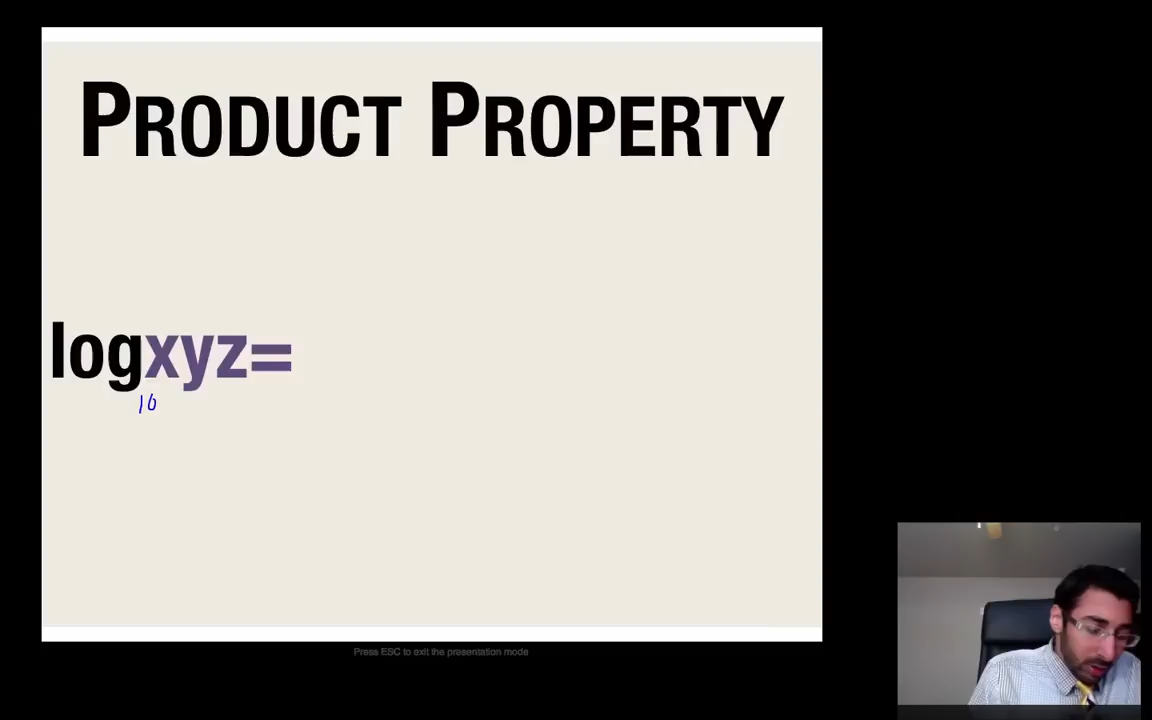 PRODUCT PROPERTY
logxyz=
10
Press ESC to exit the presentation mode